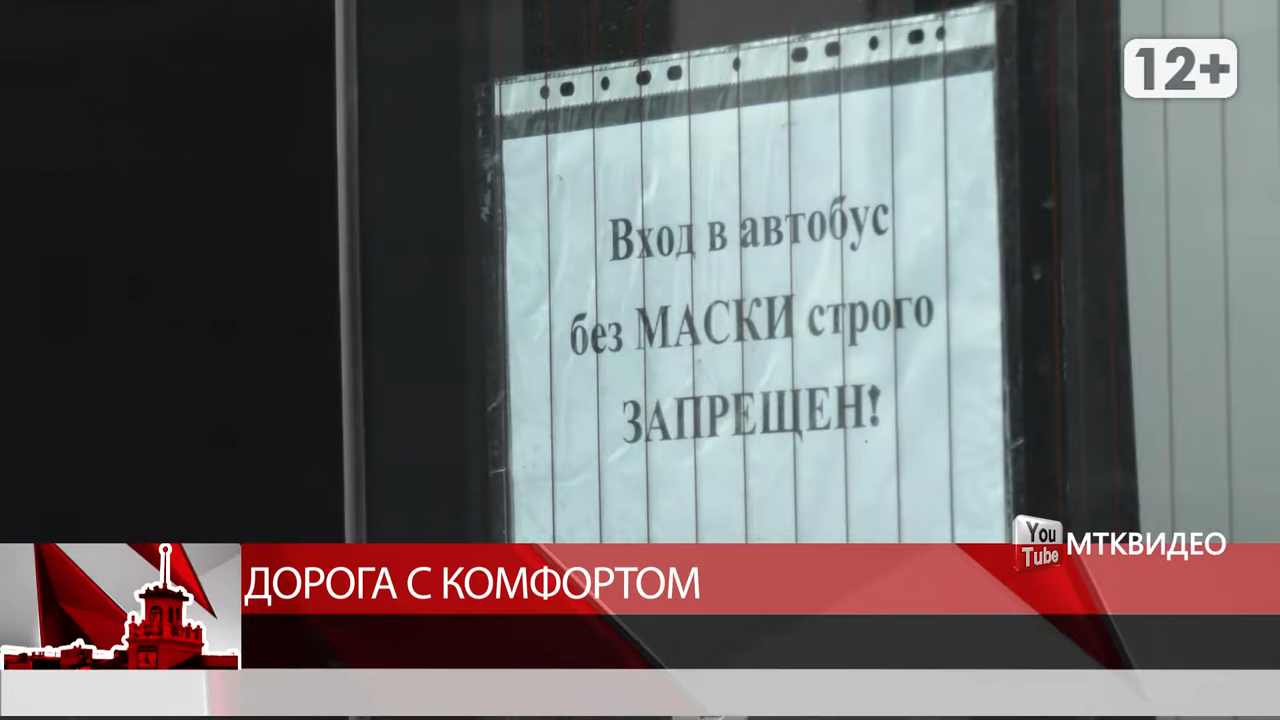 12+
Вход в автобус
без МАСКИ строго
ЗАПРЕЩЕН!
You
Tube
МТКВИДЕО
ДОРОГА С КОМФОРТОМ